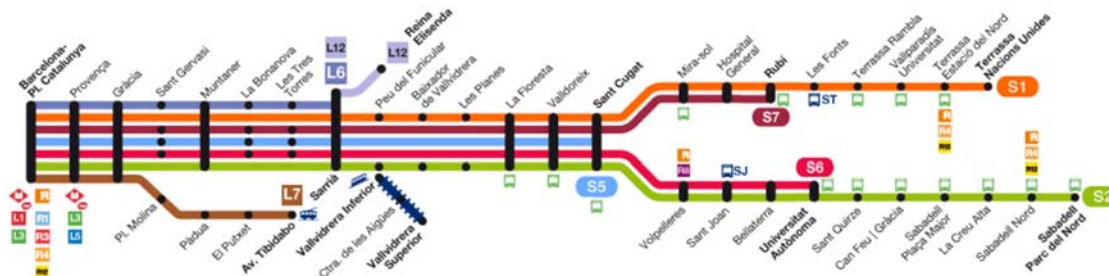 Barcelona-
Pl. Catalunya
Provença
Gràcia
Sant Gervasi
Muntaner
La Bonanova
Les Tres
Torres
L12
L6
L12
Reina
Elisenda
Sarrià
Peu del Funicular
Baixador
de Vallvidrera
Les Planes
La Floresta
Valldoreix
Sant Cugat
Mira-sol
Hospital
General
Rubí
Les Fonts
Terrassa Rambla
Vallparadís
Universitat
Terrassa
Estació del Nord
Terrassa
Nacions Unides
S1
ST
S7
R
R4
R12
M
L1
L3
R
R1
R3
R4
R12
M
L3
L5
Pl. Molina
Pàdua
El Putxet
Av. Tibidabo
L7
Vallvidrera Inferior
Ctra. de les Aigües
Vallvidrera
Superior
S5
R
R8
SJ
S6
Volpelleres
Sant Joan
Bellaterra
Universitat
Autònoma
Sant Quirze
Can Feu | Gràcia
Sabadell
Plaça Major
La Creu Alta
Sabadell Nord
R
R4
R12
Sabadell
Parc del Nord
S2